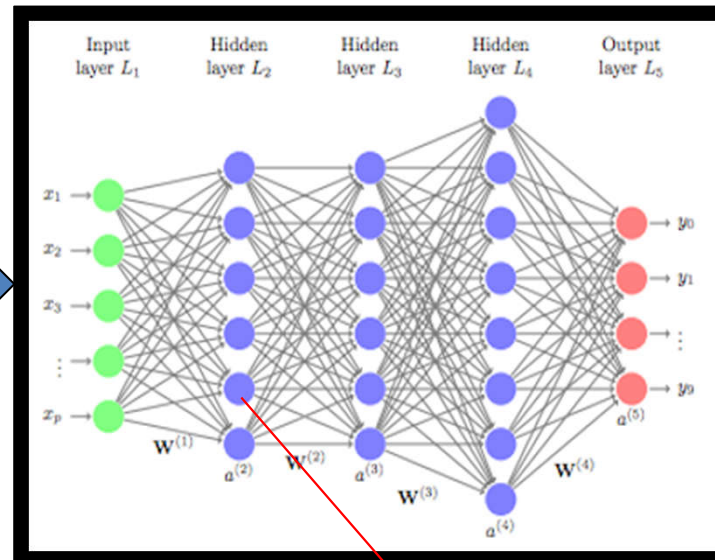 Input Hidden Hidden Hidden Output
layer L₁ layer L₂ layer L₃ layer L₄ layer L₅
x₁
x₂
x₃
⋮
xₚ
y₀
y₁
⋮
y₉
W⁽¹⁾
a⁽²⁾
W⁽²⁾
a⁽³⁾
W⁽³⁾
a⁽⁴⁾
W⁽⁴⁾
a⁽⁵⁾